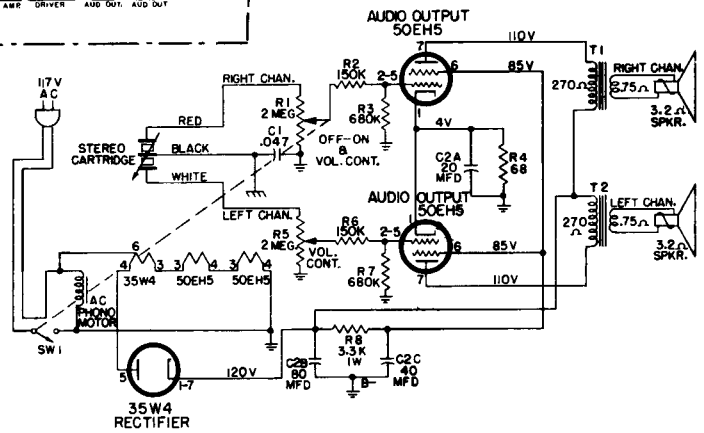 AMP. DRIVER AUD OUT. AUD OUT
AUDIO OUTPUT
50EH5
117V
AC
RIGHT CHAN.
RED
STEREO
CARTRIDGE
BLACK
WHITE
LEFT CHAN.
R1
2 MEG.
C1
.047
OFF-ON
&
VOL. CONT.
R2
150K
R3
680K
2-5
7
6
1
110V
85V
4V
C2A
20
MFD
R4
68
T1
270Ω
.75Ω
RIGHT CHAN.
3.2Ω
SPKR.
AUDIO OUTPUT
50EH5
R5
2 MEG.
VOL.
CONT.
R6
150K
R7
680K
2-5
1
6
7
85V
110V
T2
270
Ω
.75Ω
LEFT CHAN.
3.2Ω
SPKR.
6
4 3 3 4 3 4
35W4 50EH5 50EH5
AC
PHONO
MOTOR
SW1
5
1-7
120V
35W4
RECTIFIER
C2B
80
MFD
R8
3.3K
1W
B-
C2C
40
MFD